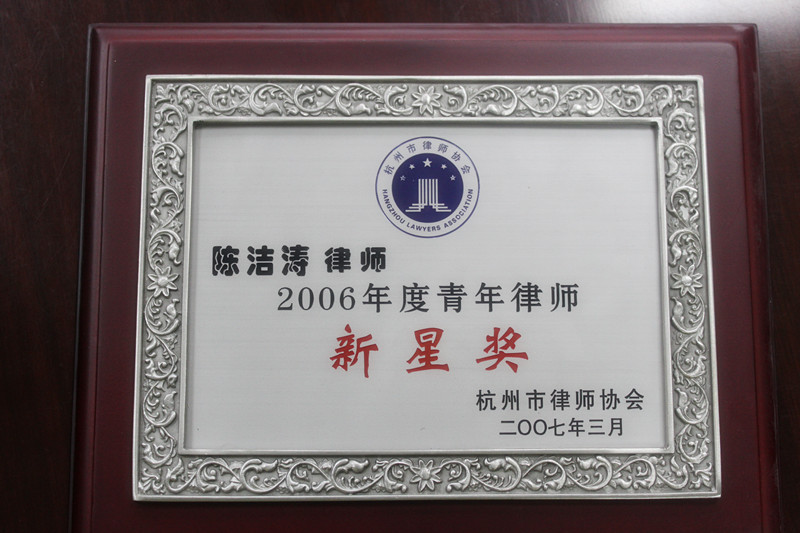 杭州市律师协会
HANGZHOU LAWYERS ASSOCIATION
陈洁涛 律师
2006年度青年律师
新星奖
杭州市律师协会
二〇〇七年三月